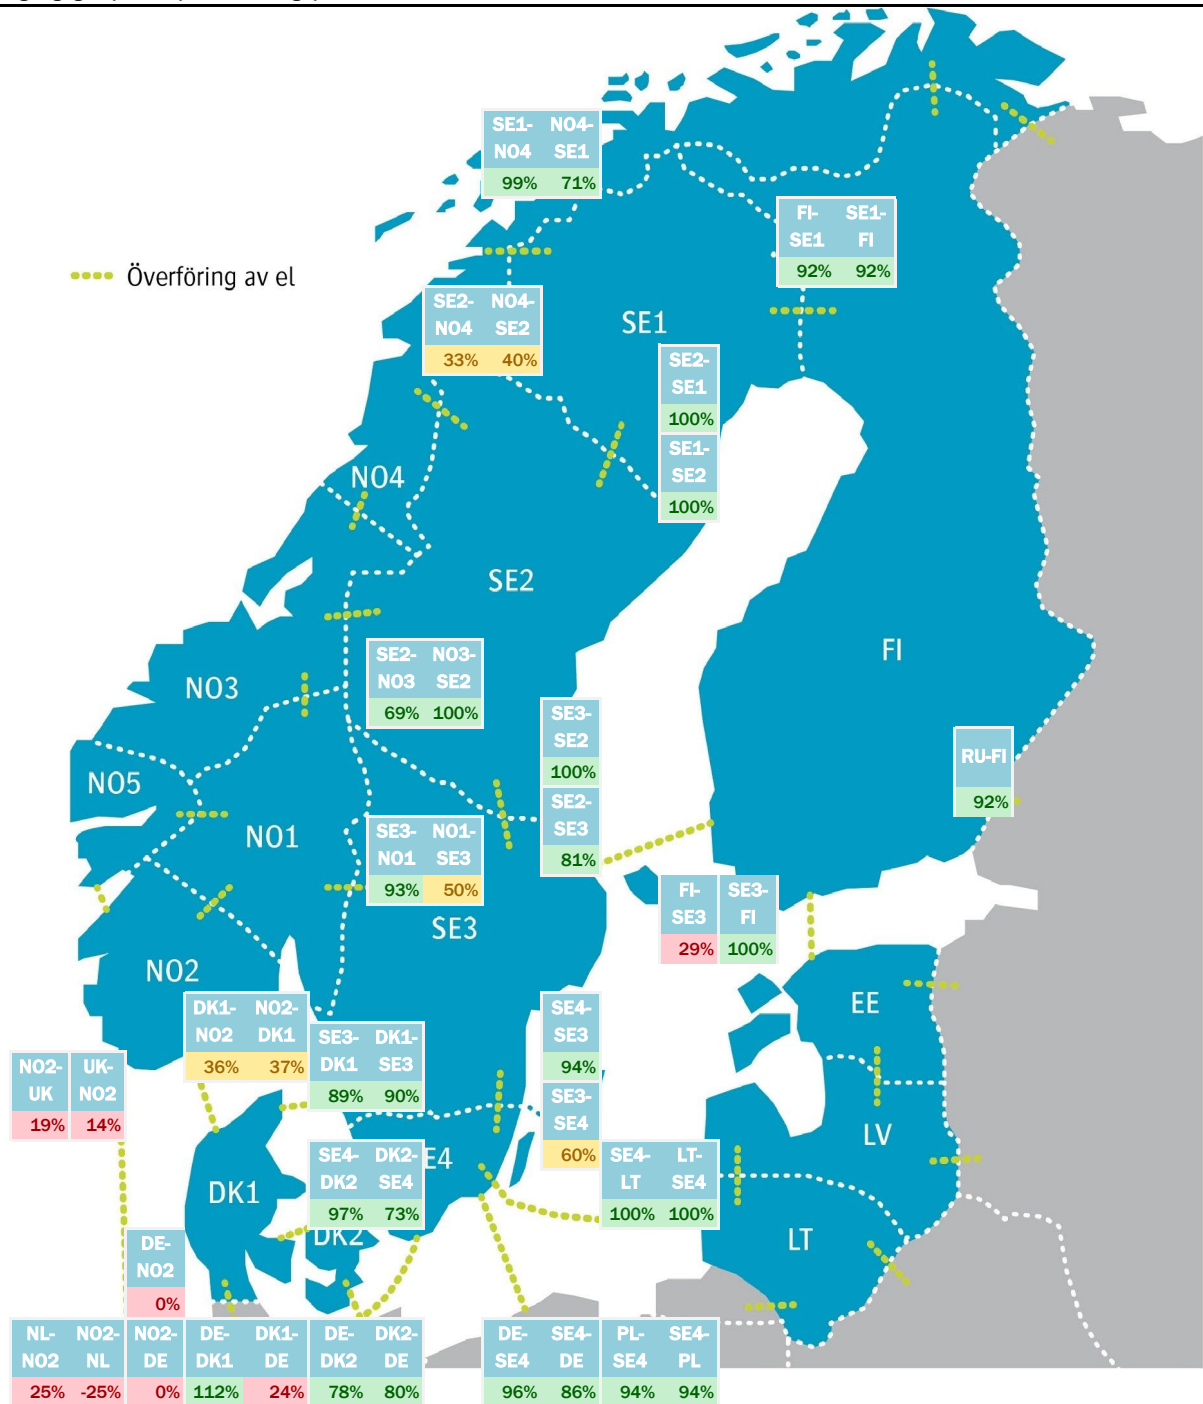 SE1- NO4-
NO4 SE1
99% 71%
FI- SE1-
SE1 FI
92% 92%
Överföring av el
SE2- NO4-
NO4 SE2
33% 40%
SE1
SE2-
SE1
100%
SE1-
SE2
100%
NO4
SE2
FI
SE2- NO3-
NO3 SE2
69% 100%
NO3
SE3-
SE2
100%
SE2-
SE3
81%
RU-FI
92%
NO5
NO1
SE3- NO1-
NO1 SE3
93% 50%
FI- SE3-
SE3 FI
29% 100%
SE3
NO2
EE
DK1- NO2-
NO2 DK1
36% 37%
SE3- DK1-
DK1 SE3
89% 90%
SE4-
SE3
94%
SE3-
SE4
60%
NO2- UK-
UK NO2
19% 14%
LV
SE4- DK2-
DK2 SE4
97% 73%
E4
SE4- LT-
LT SE4
100% 100%
DK1
DK2
LT
DE-
NO2
0%
NL- NO2- NO2- DE- DK1- DE- DK2- DE- SE4- PL- SE4-
NO2 NL DE DK1 DE DK2 DE SE4 DE SE4 PL
25% -25% 0% 112% 24% 78% 80% 96% 86% 94% 94%